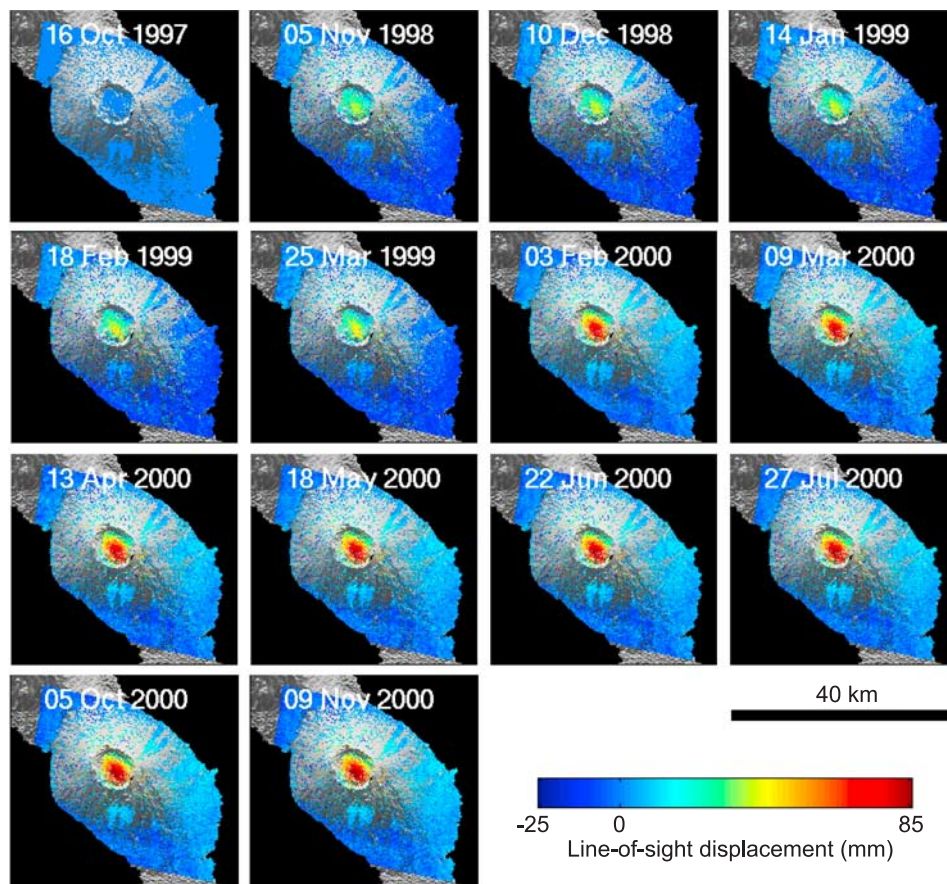 16 Oct 1997
05 Nov 1998
10 Dec 1998
14 Jan 1999
18 Feb 1999
25 Mar 1999
03 Feb 2000
09 Mar 2000
13 Apr 2000
18 May 2000
22 Jun 2000
27 Jul 2000
05 Oct 2000
09 Nov 2000
40 km
-25 0 85
Line-of-sight displacement (mm)